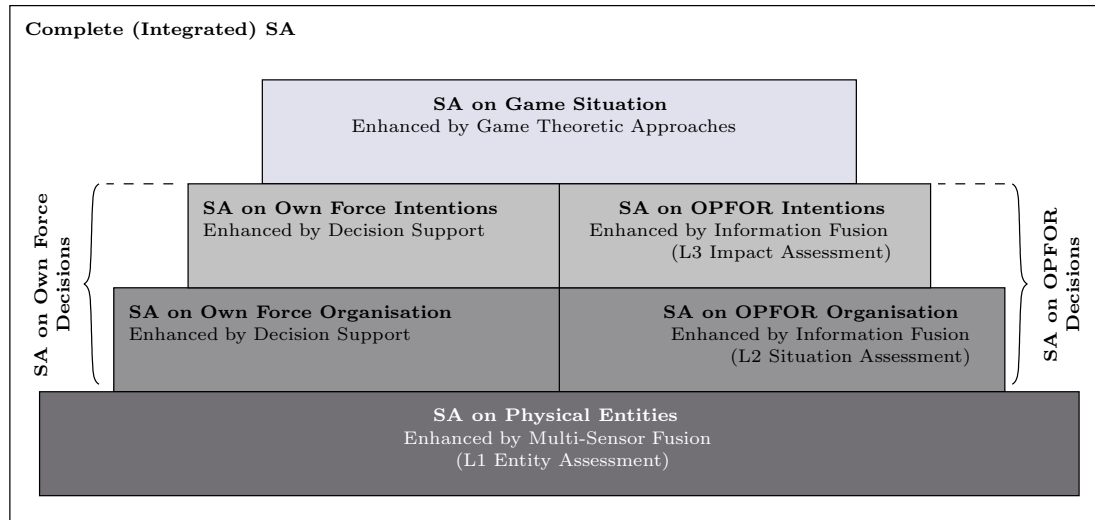 Complete (Integrated) SA
SA on Game Situation
Enhanced by Game Theoretic Approaches
SA on Own Force
Decisions
SA on Own Force Intentions
Enhanced by Decision Support
SA on OPFOR Intentions
Enhanced by Information Fusion
(L3 Impact Assessment)
SA on OPFOR
Decisions
SA on Own Force Organisation
Enhanced by Decision Support
SA on OPFOR Organisation
Enhanced by Information Fusion
(L2 Situation Assessment)
SA on Physical Entities
Enhanced by Multi-Sensor Fusion
(L1 Entity Assessment)